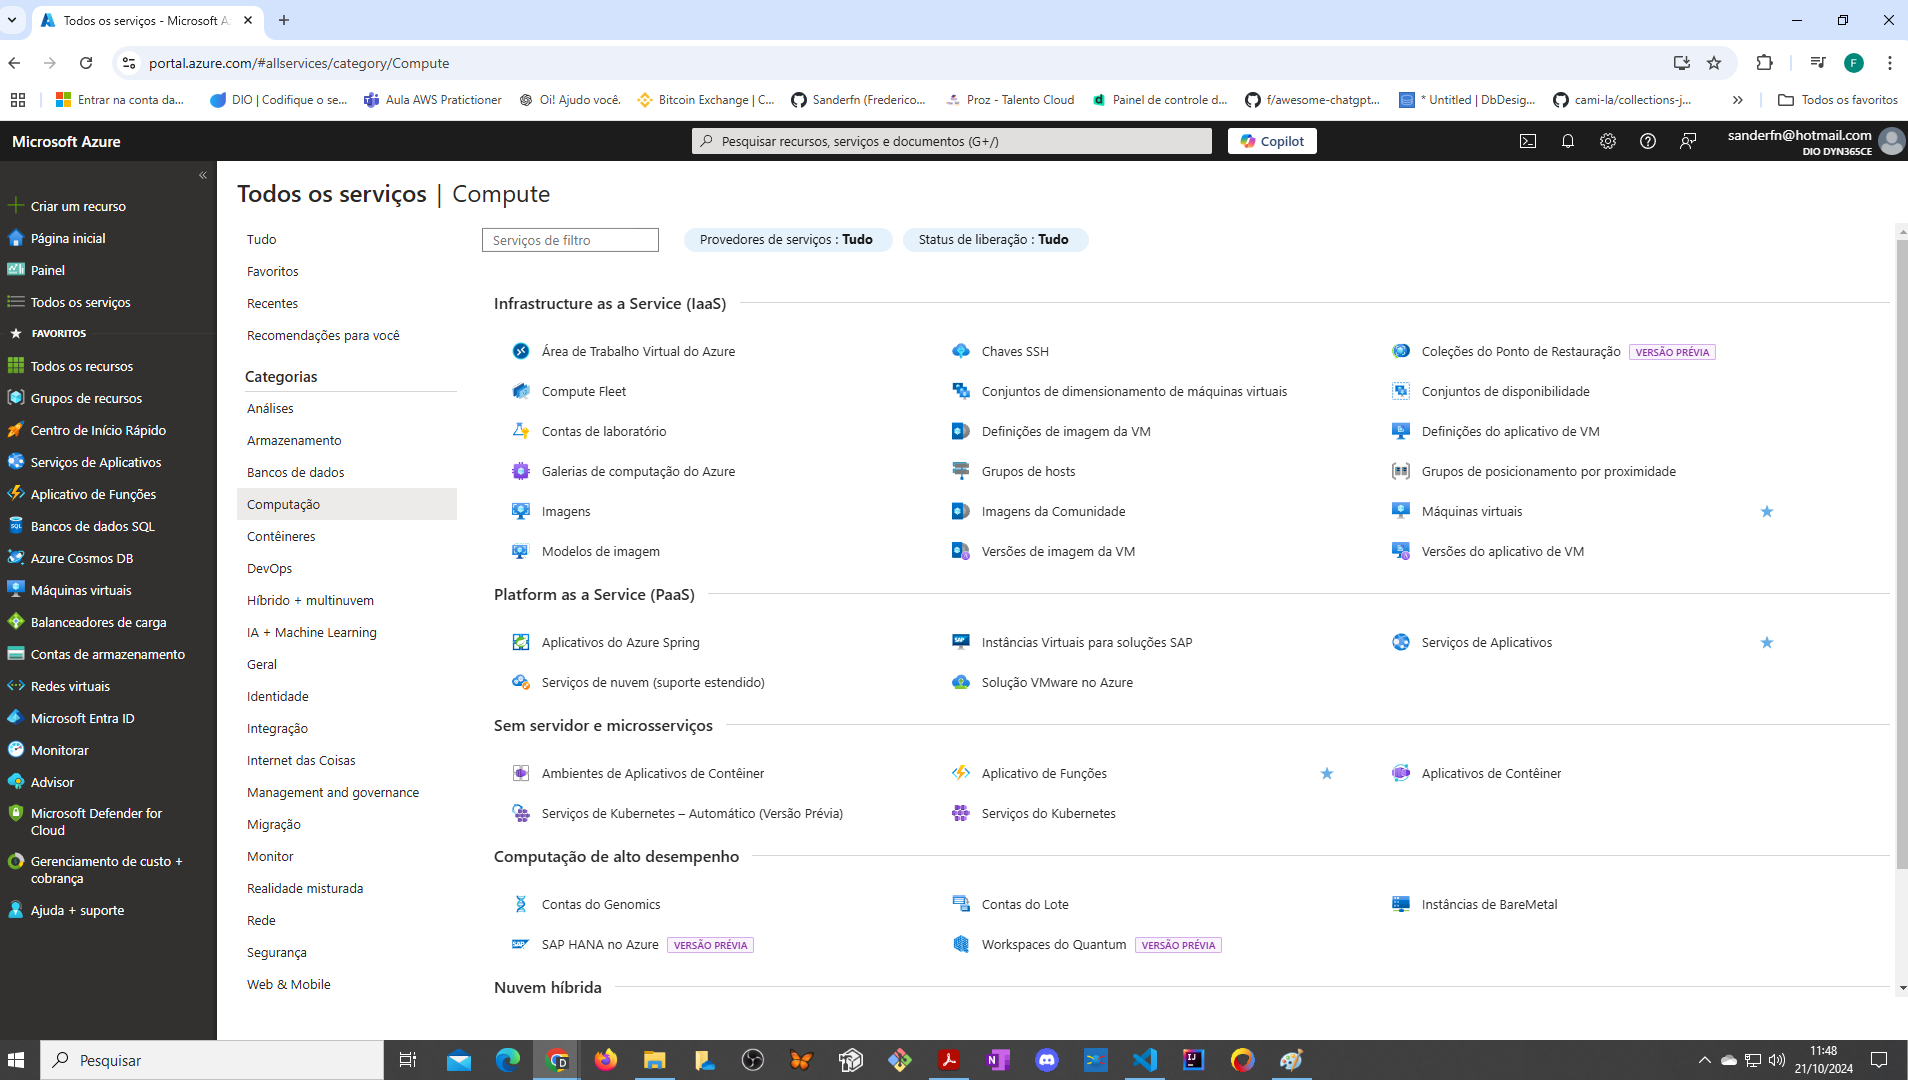 Todos os serviços - Microsoft A
portal.azure.com/#allservices/category/Compute
F
Entrar na conta da...
DIO | Codifique o se...
Aula AWS Pratictioner
Oi! Ajudo você.
Bitcoin Exchange | C...
Sanderfn (Frederico...
Proz - Talento Cloud
Painel de controle d...
f/awesome-chatgpt...
* Untitled | DbDesig...
cami-la/collections-j...
Todos os favoritos
Microsoft Azure
Pesquisar recursos, serviços e documentos (G+/)
Copilot
sanderfn@hotmail.com
DIO DYN365CE
Criar um recurso
Página inicial
Painel
Todos os serviços
FAVORITOS
Todos os recursos
Grupos de recursos
Centro de Início Rápido
Serviços de Aplicativos
Aplicativo de Funções
Bancos de dados SQL
Azure Cosmos DB
Máquinas virtuais
Balanceadores de carga
Contas de armazenamento
Redes virtuais
Microsoft Entra ID
Monitorar
Advisor
Microsoft Defender for
Cloud
Gerenciamento de custo +
cobrança
Ajuda + suporte
Todos os serviços | Compute
Tudo
Favoritos
Recentes
Recomendações para você
Categorias
Análises
Armazenamento
Bancos de dados
Computação
Contêineres
DevOps
Híbrido + multinuvem
IA + Machine Learning
Geral
Identidade
Integração
Internet das Coisas
Management and governance
Migração
Monitor
Realidade misturada
Rede
Segurança
Web & Mobile
Serviços de filtro
Provedores de serviços : Tudo
Status de liberação : Tudo
Infrastructure as a Service (IaaS)
Área de Trabalho Virtual do Azure
Chaves SSH
Coleções do Ponto de Restauração VERSÃO PRÉVIA
Compute Fleet
Conjuntos de dimensionamento de máquinas virtuais
Conjuntos de disponibilidade
Contas de laboratório
Definições de imagem da VM
Definições do aplicativo de VM
Galerias de computação do Azure
Grupos de hosts
Grupos de posicionamento por proximidade
Imagens
Imagens da Comunidade
Máquinas virtuais
Modelos de imagem
Versões de imagem da VM
Versões do aplicativo de VM
Platform as a Service (PaaS)
Aplicativos do Azure Spring
Instâncias Virtuais para soluções SAP
Serviços de Aplicativos
Serviços de nuvem (suporte estendido)
Solução VMware no Azure
Sem servidor e microsserviços
Ambientes de Aplicativos de Contêiner
Aplicativo de Funções
Aplicativos de Contêiner
Serviços de Kubernetes – Automático (Versão Prévia)
Serviços do Kubernetes
Computação de alto desempenho
Contas do Genomics
Contas do Lote
Instâncias de BareMetal
SAP HANA no Azure VERSÃO PRÉVIA
Workspaces do Quantum VERSÃO PRÉVIA
Nuvem híbrida
Pesquisar
11:48
21/10/2024